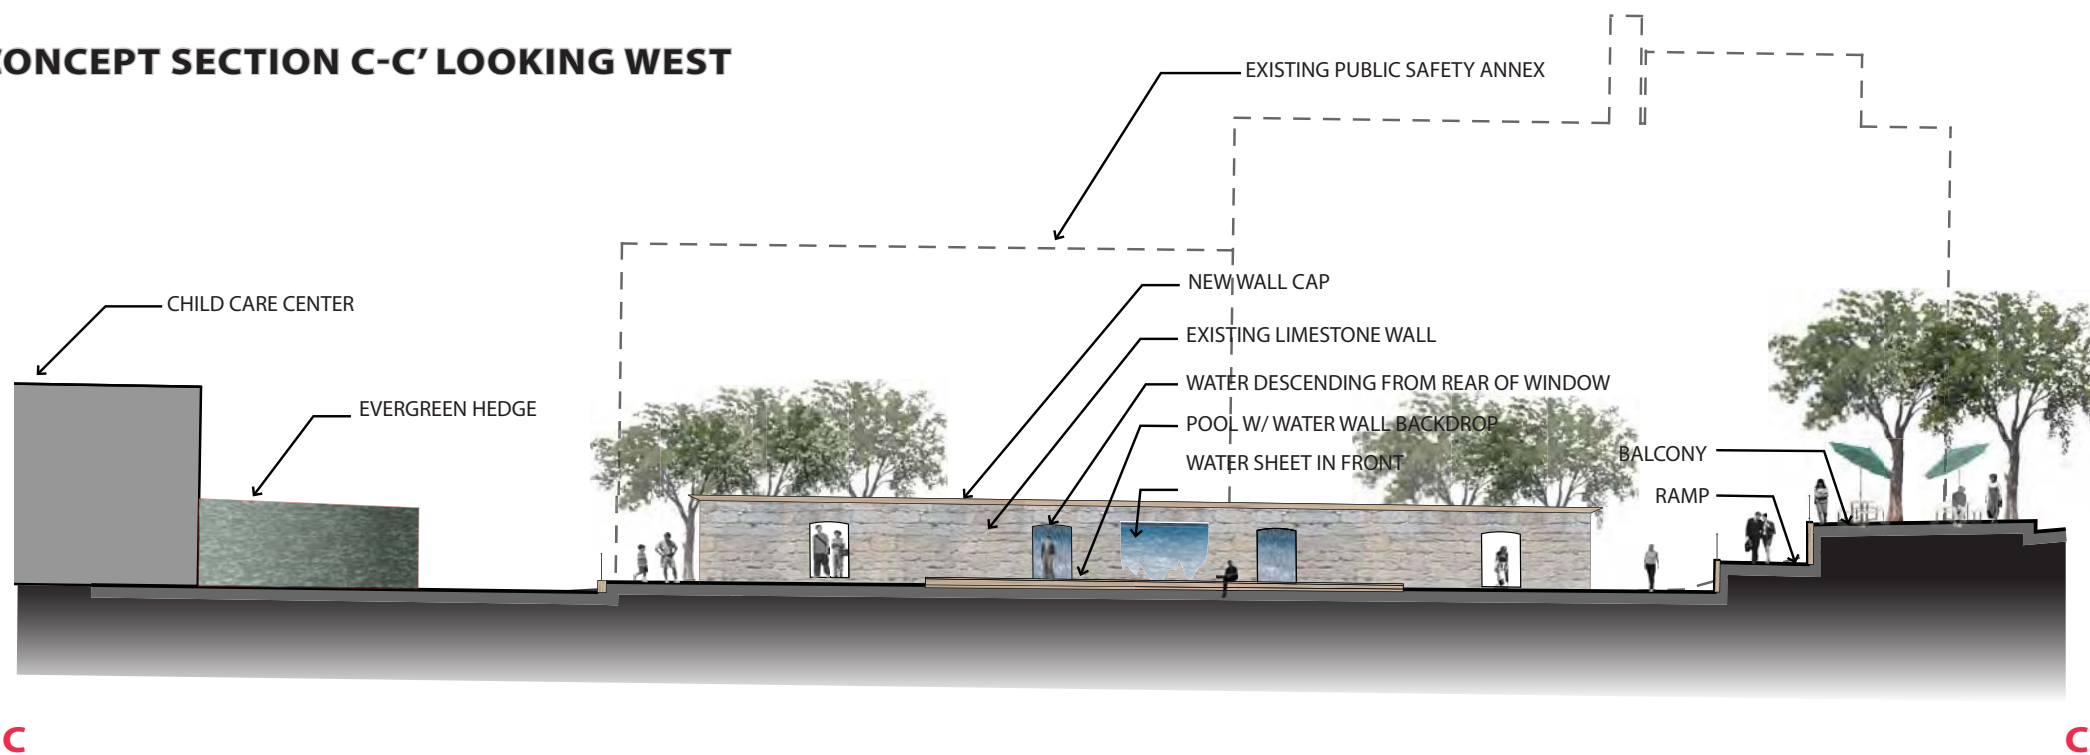 CONCEPT SECTION C-C’ LOOKING WEST
EXISTING PUBLIC SAFETY ANNEX
NEW WALL CAP
CHILD CARE CENTER
EXISTING LIMESTONE WALL
WATER DESCENDING FROM REAR OF WINDOW
EVERGREEN HEDGE
POOL W/ WATER WALL BACKDROP
WATER SHEET IN FRONT
BALCONY
RAMP
C
C